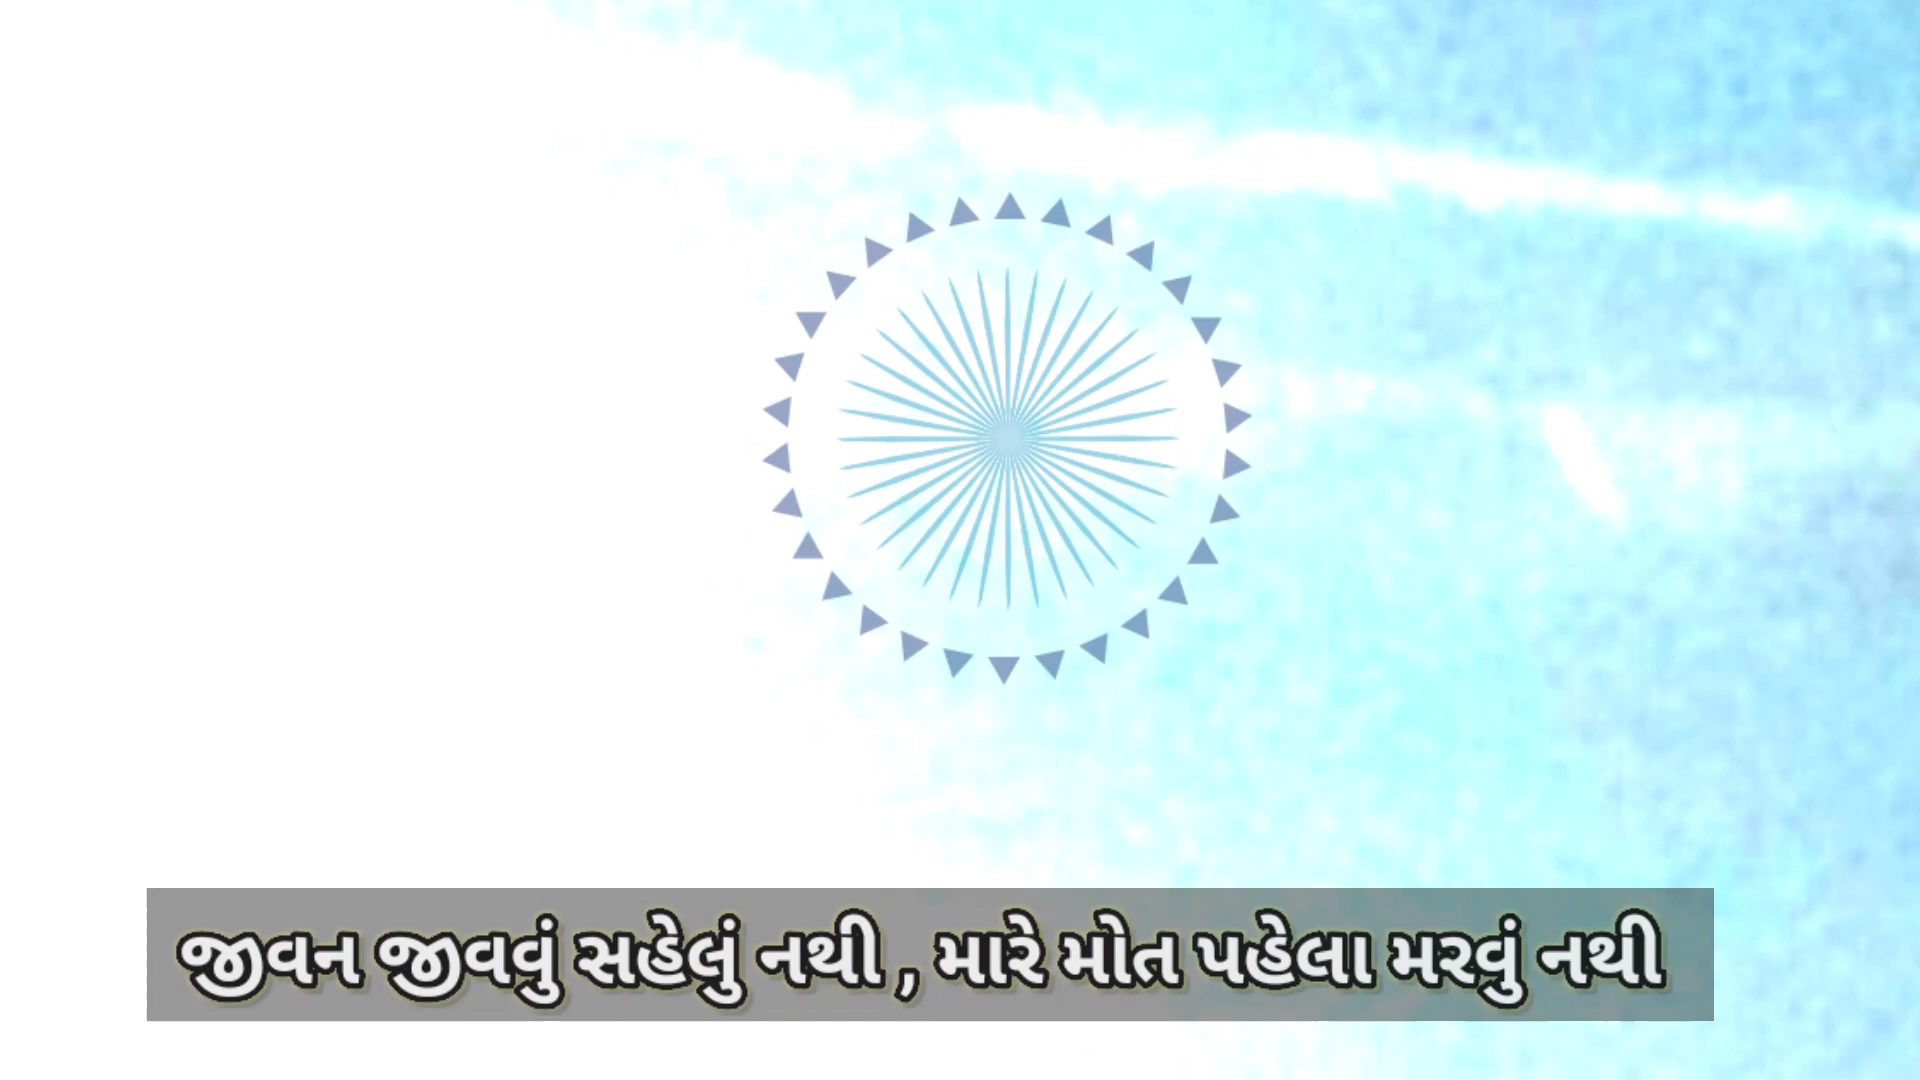 જીવન જીવવું સહેલું નથી , મારે મોત પહેલા મરવું નથી